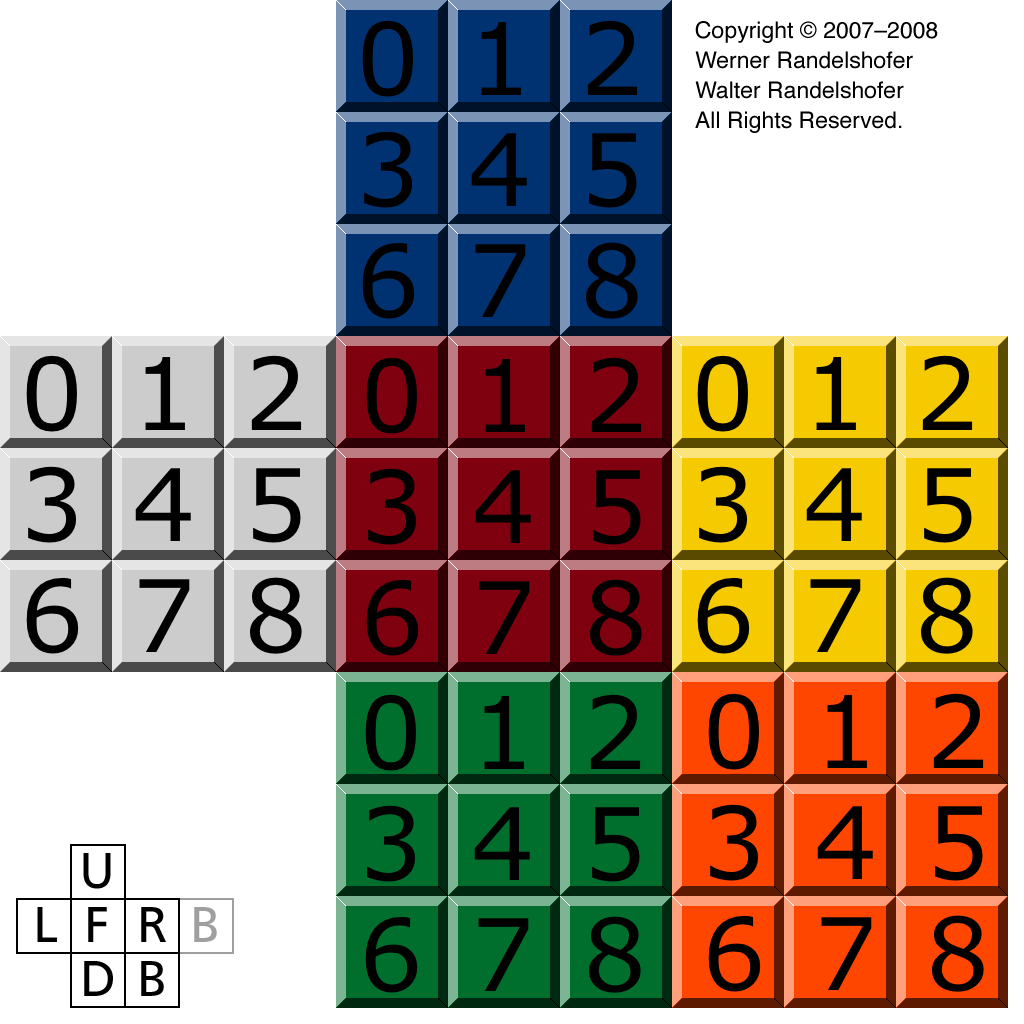 0 1 2
Copyright © 2007–2008
Werner Randelshofer
Walter Randelshofer
All Rights Reserved.
3 4 5
6 7 8
0 1 2 0 1 2 0 1 2
3 4 5 3 4 5 3 4 5
6 7 8 6 7 8 6 7 8
0 1 2 0 1 2
3 4 5 3 4 5
6 7 8 6 7 8
U
L F R B
D B